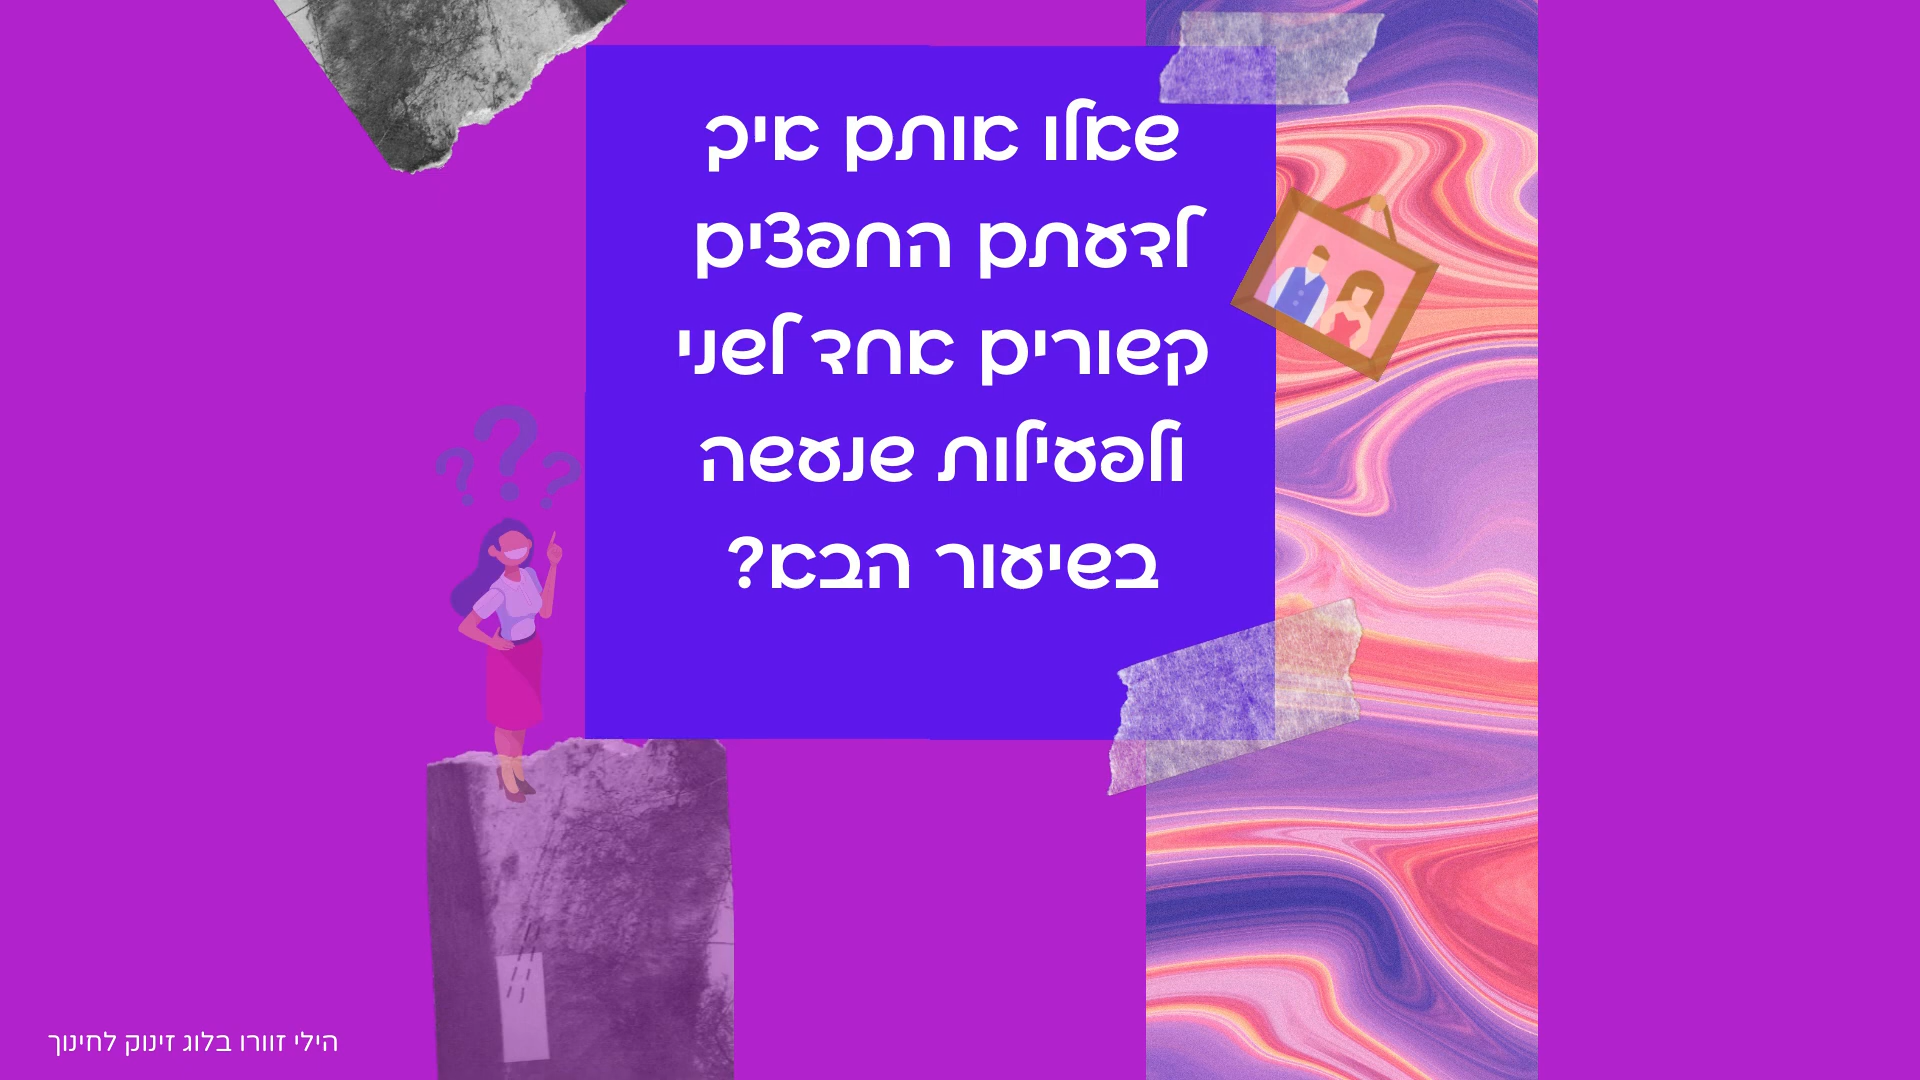 שאלו אותם איך
לדעתם החפצים
קשורים אחד לשני
ולפעילות שנעשה
בשיעור הבא?
הילי זוורו בלוג זינוק לחינוך